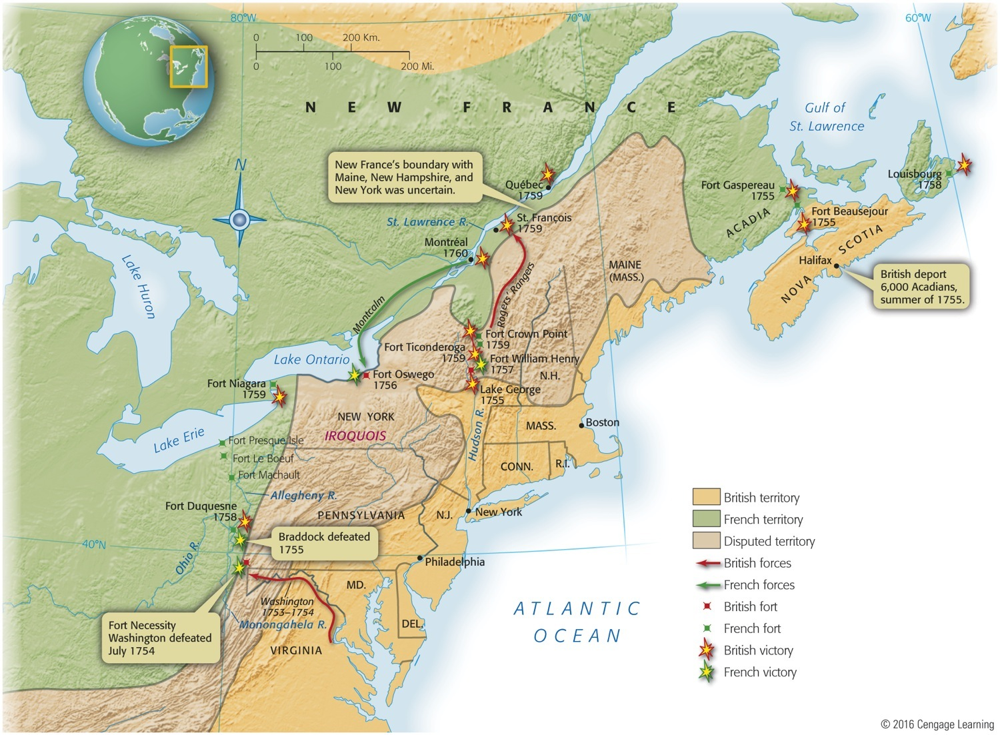 80°W
70°W
60°W
0 100 200 Km.
0 100 200 Mi.
NEW FRANCE
Gulf of
St. Lawrence
N
New France's boundary with
Maine, New Hampshire, and
New York was uncertain.
Québec
1759
Louisbourg
1758
Fort Gaspereau
1755
Fort Beausejour
1755
ACADIA
NOVA SCOTIA
Halifax
British deport
6,000 Acadians,
summer of 1755.
St. Lawrence R.
St. François
1759
Montréal
1760
MAINE
(MASS.)
Rogers' Rangers
Montcalm
Lake Huron
Lake Ontario
Fort Crown Point
1759
Fort Ticonderoga
1759
Fort William Henry
1757
Fort Oswego
1756
N.H.
Lake George
1755
Fort Niagara
1759
NEW YORK
IROQUOIS
Hudson R.
MASS.
Boston
Lake Erie
Fort Presque Isle
Fort Le Boeuf
Fort Machault
CONN.
R.I.
Allegheny R.
Fort Duquesne
1758
PENNSYLVANIA
N.J.
New York
Braddock defeated
1755
40°N
Ohio R.
Philadelphia
MD.
Washington
1753–1754
Monongahela R.
DEL.
VIRGINIA
Fort Necessity
Washington defeated
July 1754
ATLANTIC
OCEAN
British territory
French territory
Disputed territory
British forces
French forces
British fort
French fort
British victory
French victory
© 2016 Cengage Learning